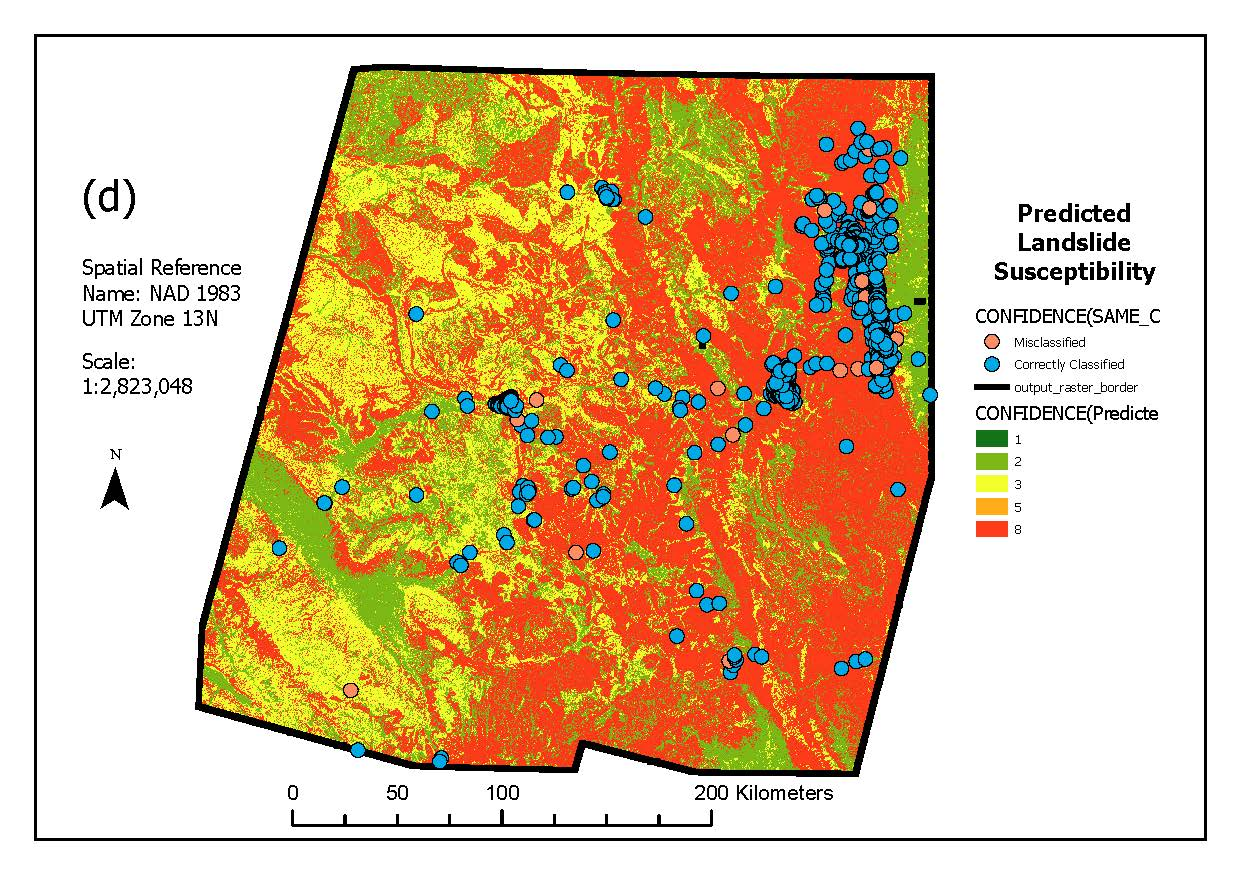 (d)
Spatial Reference
Name: NAD 1983
UTM Zone 13N
Scale:
1:2,823,048
N
0 50 100 200 Kilometers
Predicted
Landslide
Susceptibility
CONFIDENCE(SAME_C
Misclassified
Correctly Classified
output_raster_border
CONFIDENCE(Predicte
1
2
3
5
8